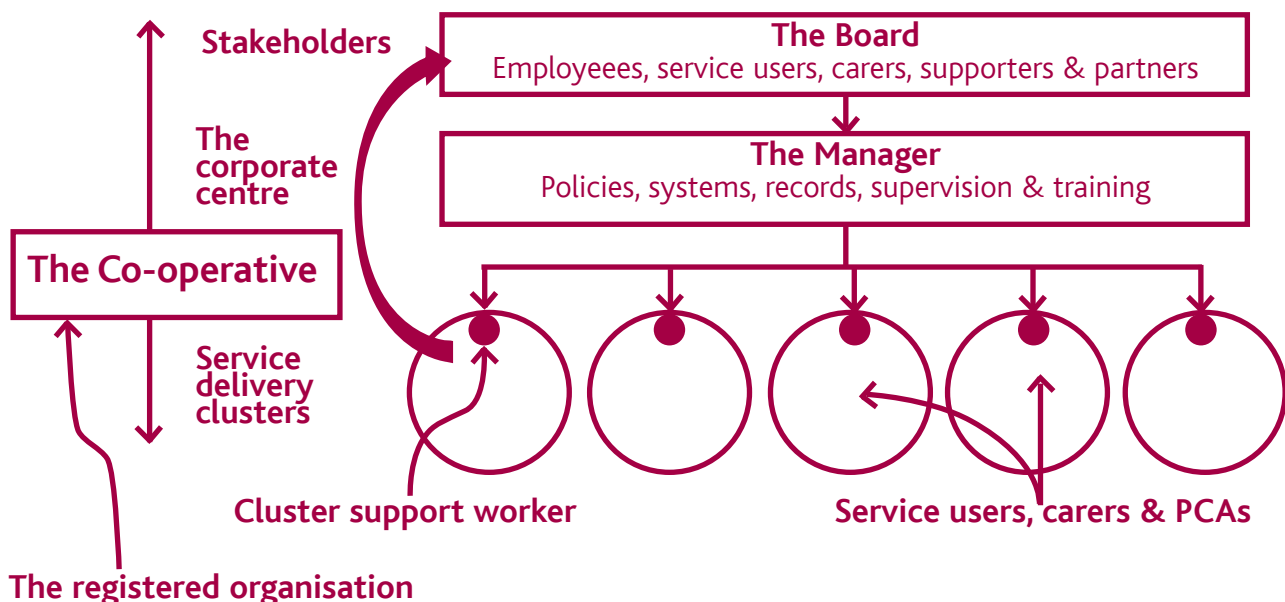 Stakeholders
The Board
Employeees, service users, carers, supporters & partners
The
corporate
centre
The Manager
Policies, systems, records, supervision & training
The Co-operative
Service
delivery
clusters
Cluster support worker
Service users, carers & PCAs
The registered organisation